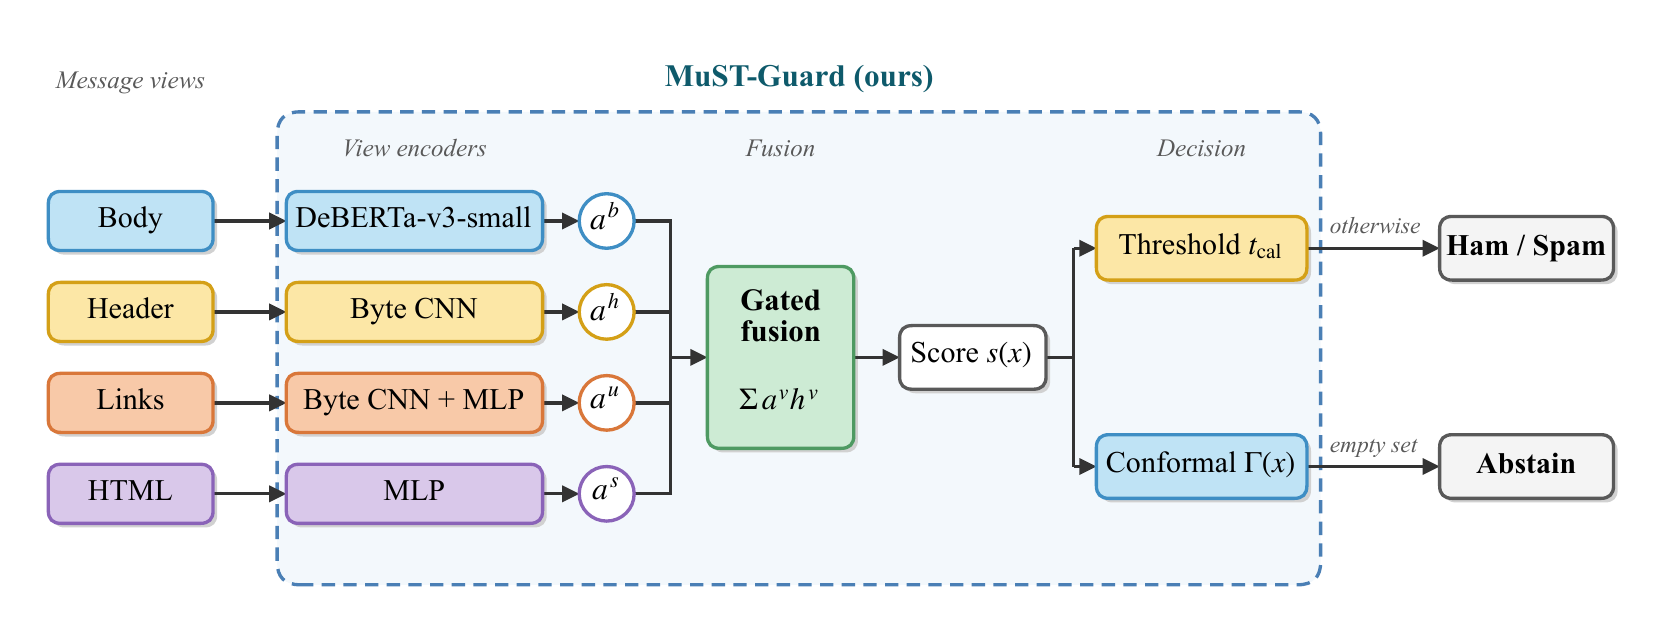 Message views
MuST-Guard (ours)
View encoders
Fusion
Decision
Body
DeBERTa-v3-small
a^b
Header
Byte CNN
a^h
Links
Byte CNN + MLP
a^u
HTML
MLP
a^s
Gated
fusion
Σ a^v h^v
Score s(x)
Threshold t_cal
otherwise
Ham / Spam
Conformal Γ(x)
empty set
Abstain